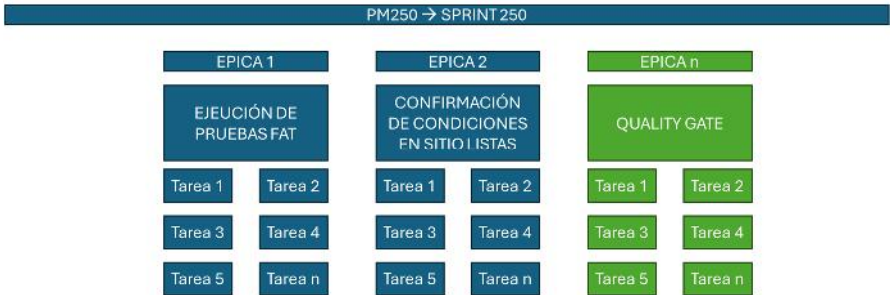 PM250 → SPRINT 250
EPICA 1
EPICA 2
EPICA n
EJEUCIÓN DE
PRUEBAS FAT
CONFIRMACIÓN
DE CONDICIONES
EN SITIO LISTAS
QUALITY GATE
Tarea 1
Tarea 2
Tarea 1
Tarea 2
Tarea 1
Tarea 2
Tarea 3
Tarea 4
Tarea 3
Tarea 4
Tarea 3
Tarea 4
Tarea 5
Tarea n
Tarea 5
Tarea n
Tarea 5
Tarea n